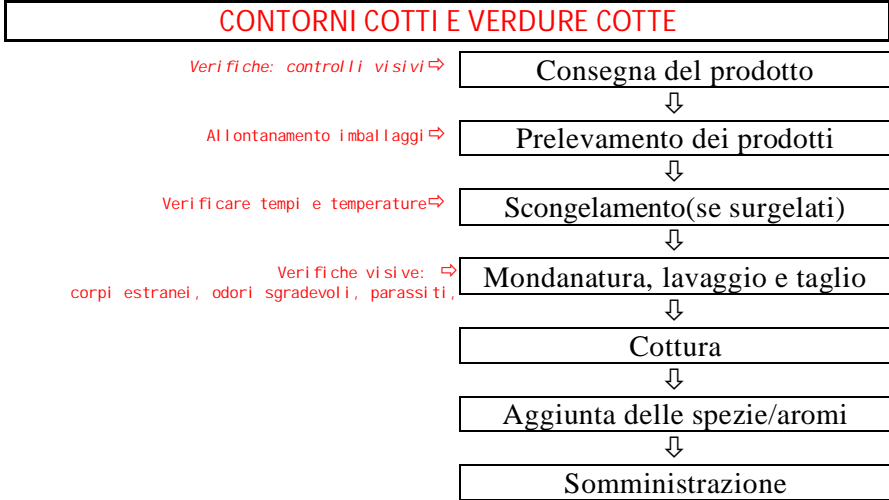 CONTORNI COTTI E VERDURE COTTE
Verifiche: controlli visivi⇨
Consegna del prodotto
⇩
Allontanamento imballaggi⇨
Prelevamento dei prodotti
⇩
Verificare tempi e temperature⇨
Scongelamento(se surgelati)
⇩
Verifiche visive: ⇨
corpi estranei, odori sgradevoli, parassiti,
Mondanatura, lavaggio e taglio
⇩
Cottura
⇩
Aggiunta delle spezie/aromi
⇩
Somministrazione